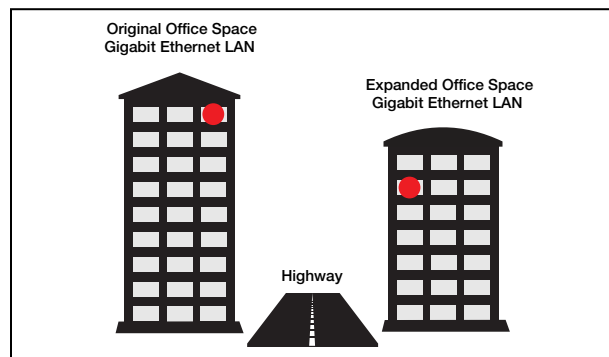 Original Office Space
Gigabit Ethernet LAN
Expanded Office Space
Gigabit Ethernet LAN
Highway